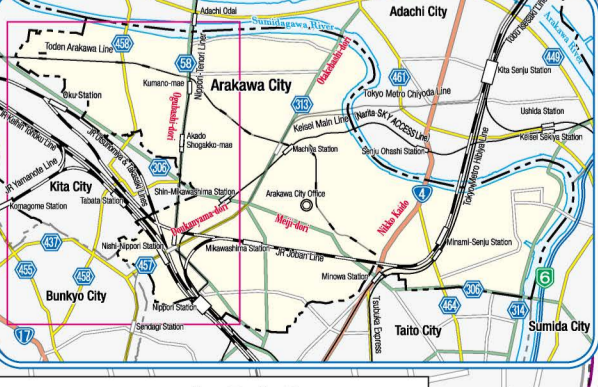 Adachi Odai
Adachi City
Sumidagawa River
Arakawa River
Toden Arakawa Line
458
58
Nippori-Toneri Liner
Otakebashi-dori
461
449
Kita Senju Station
Kumano-mae
Arakawa City
Tokyo Metro Chiyoda Line
Oku Station
Ogubashi-dori
313
Keisei Main Line
Narita SKY ACCESS Line
Ushida Station
Keisei Sekiya Station
JR Keihin Tohoku Line
JR Utsunomiya & Takasaki Lines
Akado
Shogakko-mae
Machiya Station
Senju Ohashi Station
Tokyo Metro Hibiya Line
JR Yamanote Line
306
Kita City
Tabata Station
Shin-Mikawashima Station
Arakawa City Office
4
Komagome Station
Doukanyama-dori
Meiji-dori
Nikko Kaido
437
Nishi-Nippori Station
Mikawashima Station
JR Joban Line
Minami-Senju Station
455
458
457
Minowa Station
6
Bunkyo City
Nippori Station
306
464
314
17
Sendagi Station
Tsukuba Express
Taito City
Sumida City